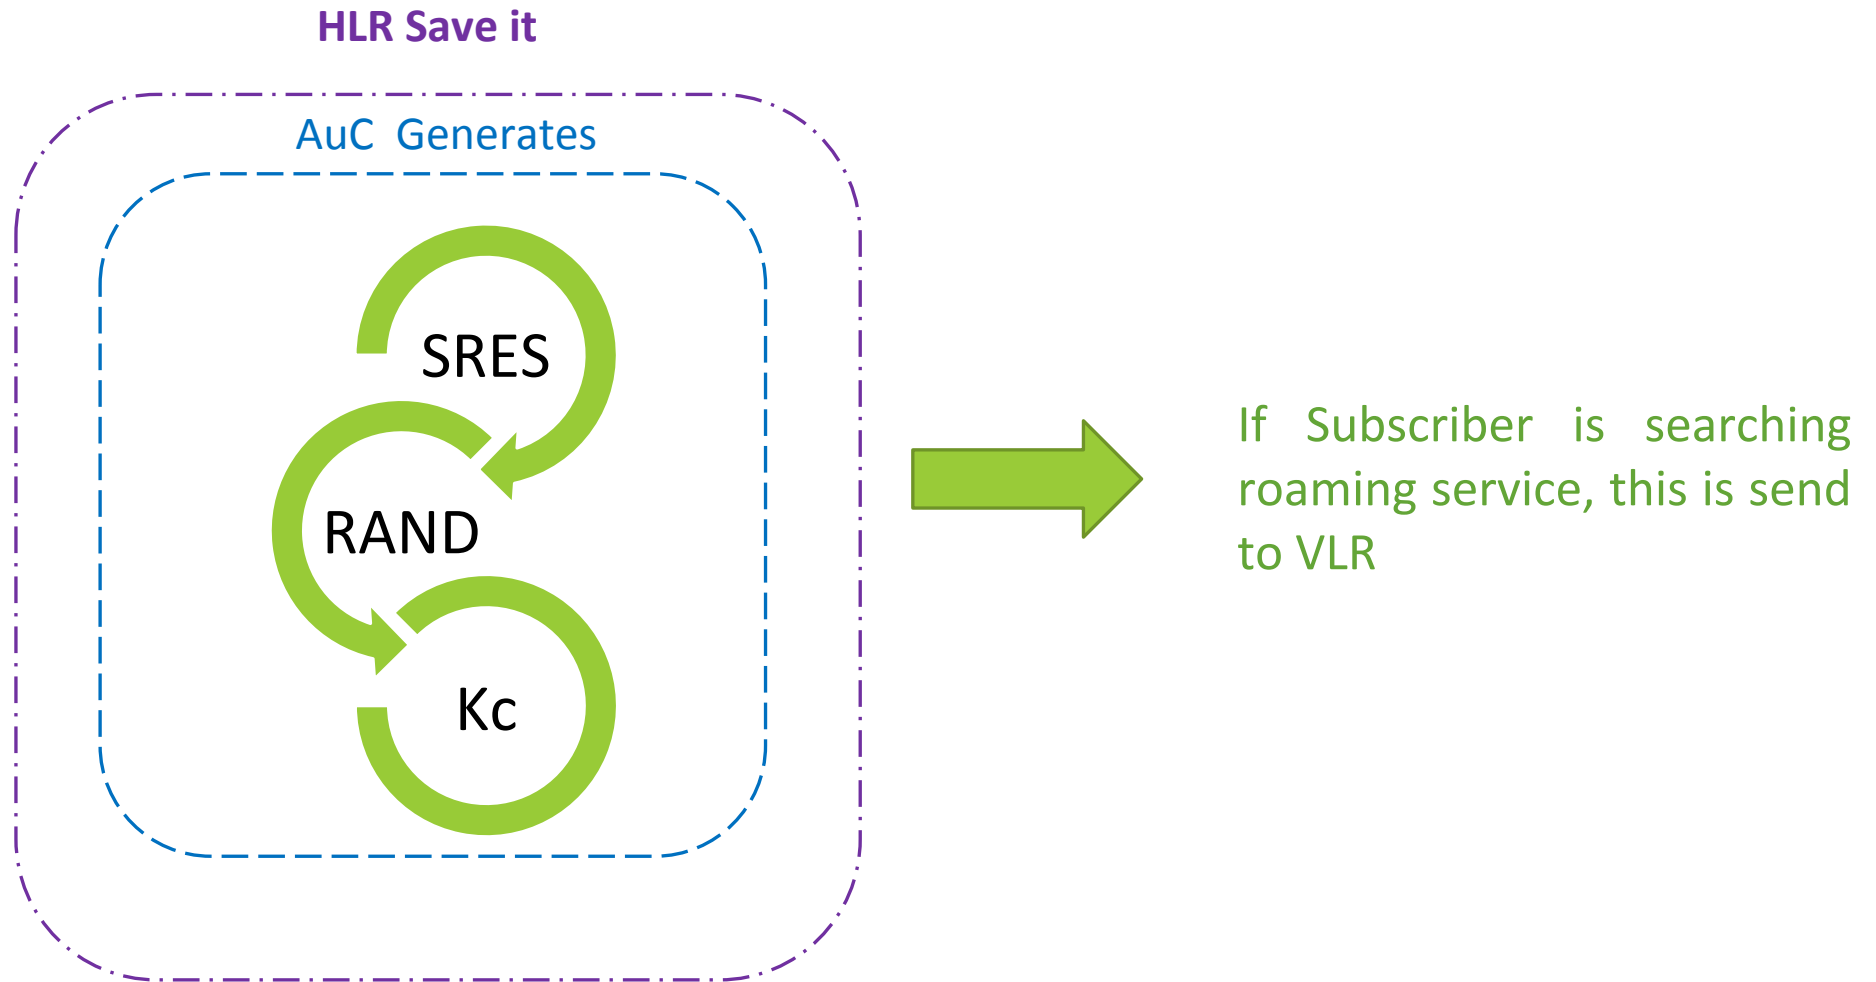 HLR Save it
AuC Generates
SRES
RAND
Kc
If Subscriber is searching
roaming service, this is send
to VLR